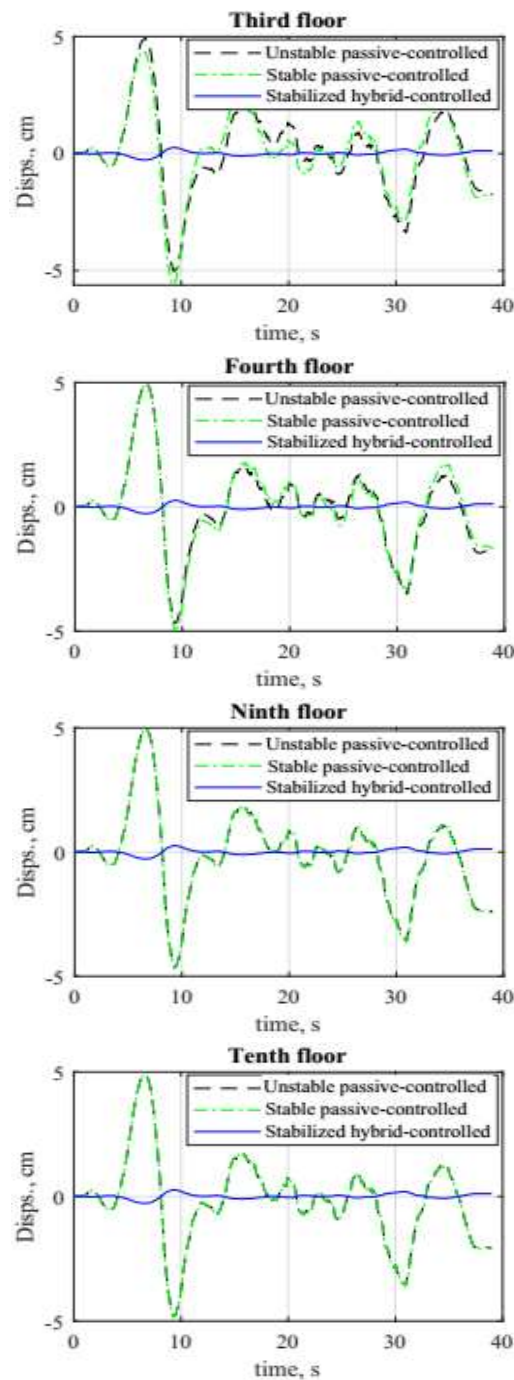 Third floor
5
Unstable passive-controlled
Stable passive-controlled
Stabilized hybrid-controlled
Disps., cm
0
-5
0 10 20 30 40
time, s
Fourth floor
5
Unstable passive-controlled
Stable passive-controlled
Stabilized hybrid-controlled
Disps., cm
0
-5
0 10 20 30 40
time, s
Ninth floor
5
Unstable passive-controlled
Stable passive-controlled
Stabilized hybrid-controlled
Disps., cm
0
-5
0 10 20 30 40
time, s
Tenth floor
5
Unstable passive-controlled
Stable passive-controlled
Stabilized hybrid-controlled
Disps., cm
0
-5
0 10 20 30 40
time, s